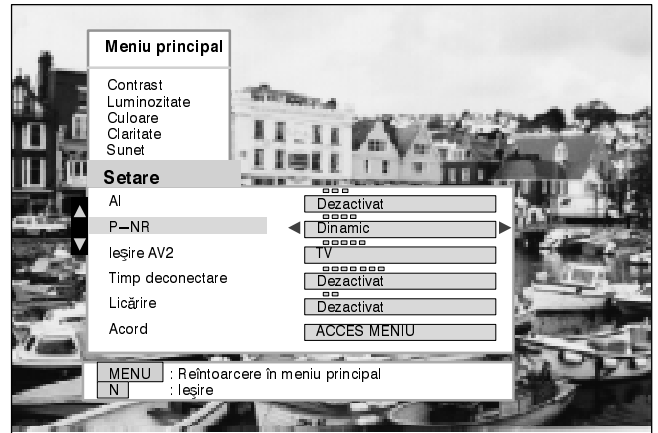 Meniu principal
Contrast
Luminozitate
Culoare
Claritate
Sunet
Setare
AI Dezactivat
P–NR Dinamic
Ieşire AV2 TV
Timp deconectare Dezactivat
Licărire Dezactivat
Acord ACCES MENIU
MENU : Reîntoarcere în meniu principal
N : Ieşire